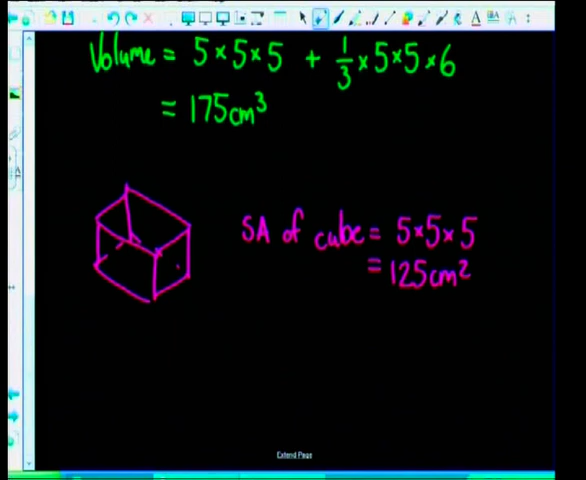 Volume = 5 × 5 × 5 + 1/3 × 5 × 5 × 6
= 175cm³
SA of cube = 5×5×5
= 125cm²
Extend Page